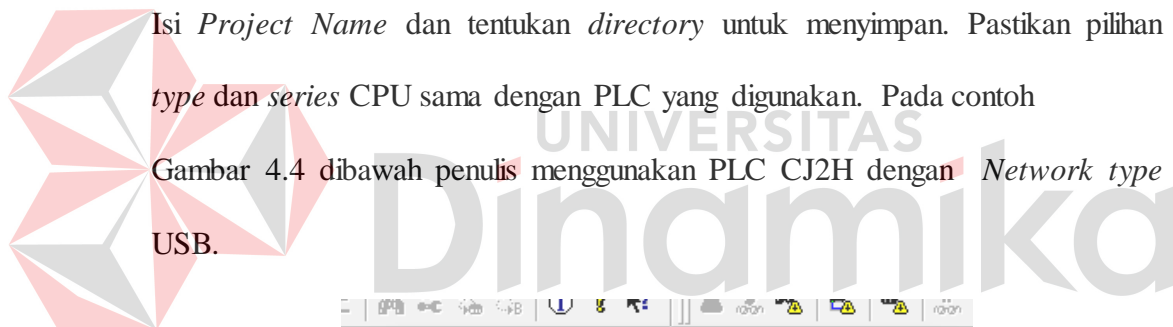 Isi Project Name dan tentukan directory untuk menyimpan. Pastikan pilihan
type dan series CPU sama dengan PLC yang digunakan. Pada contoh
UNIVERSITAS
Gambar 4.4 dibawah penulis menggunakan PLC CJ2H dengan Network type
Dinamika
USB.